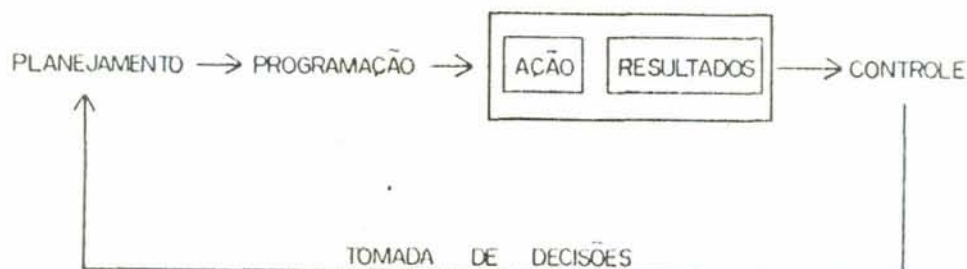 PLANEJAMENTO PROGRAMAÇÃO AÇÃO RESULTADOS CONTROLE
TOMADA DE DECISÕES